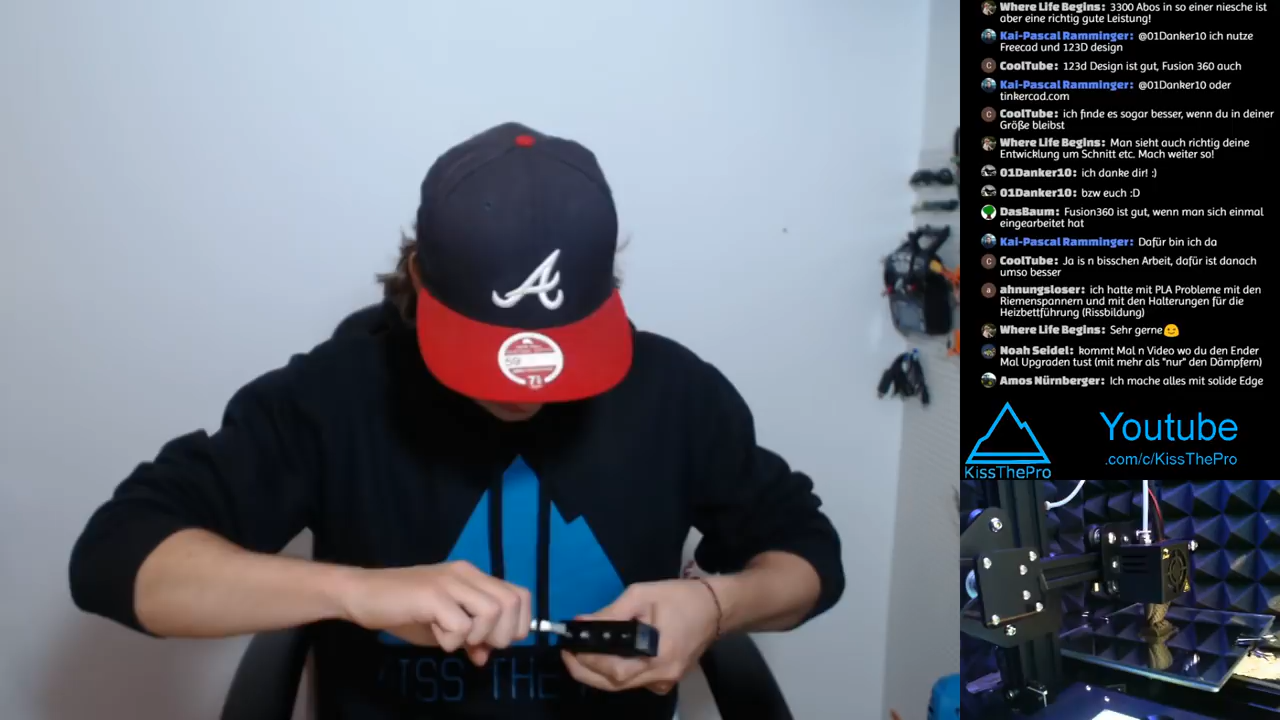 Where Life Begins: 3300 Abos in so einer niesche ist
aber eine richtig gute Leistung!
Kai-Pascal Ramminger: @01Danker10 ich nutze
Freecad und 123D design
C CoolTube: 123d Design ist gut, Fusion 360 auch
Kai-Pascal Ramminger: @01Danker10 oder
tinkercad.com
C CoolTube: ich finde es sogar besser, wenn du in deiner
Größe bleibst
Where Life Begins: Man sieht auch richtig deine
Entwicklung um Schnitt etc. Mach weiter so!
01Danker10: ich danke dir! :)
01Danker10: bzw euch :D
DasBaum: Fusion360 ist gut, wenn man sich einmal
eingearbeitet hat
Kai-Pascal Ramminger: Dafür bin ich da
C CoolTube: Ja is n bisschen Arbeit, dafür ist danach
umso besser
a ahnungsloser: ich hatte mit PLA Probleme mit den
Riemenspannern und mit den Halterungen für die
Heizbettführung (Rissbildung)
Where Life Begins: Sehr gerne
Noah Seidel: kommt Mal n Video wo du den Ender
Mal Upgraden tust (mit mehr als "nur" den Dämpfern)
Amos Nürnberger: Ich mache alles mit solide Edge
KissThePro
Youtube
.com/c/KissThePro
A
59
KISS THE